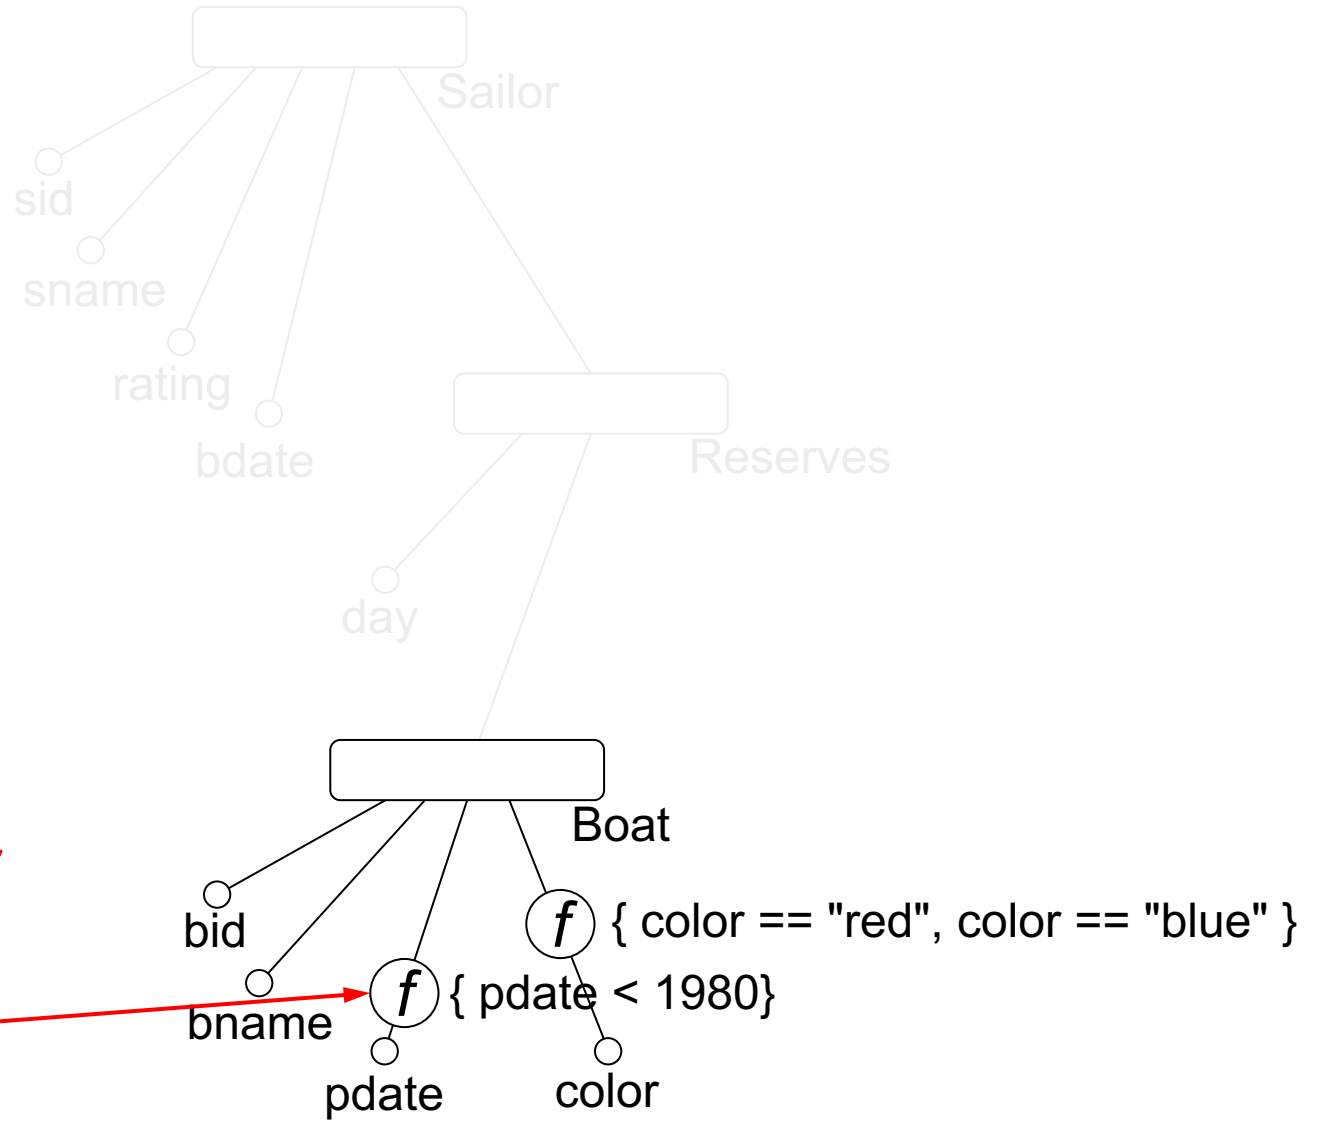 Sailor
sid
sname
rating
bdate
Reserves
day
Boat
bid
f { color == "red", color == "blue" }
bname
f { pdate < 1980}
pdate
color